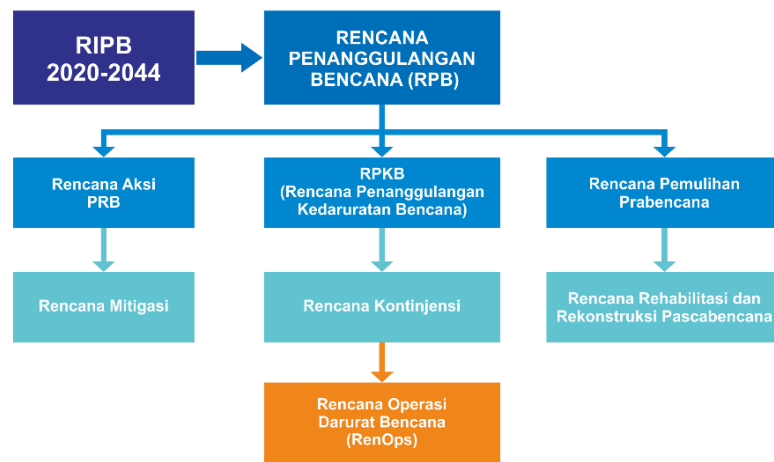 RIPB
2020-2044
RENCANA
PENANGGULANGAN
BENCANA (RPB)
Rencana Aksi
PRB
RPKB
(Rencana Penanggulangan
Kedaruratan Bencana)
Rencana Pemulihan
Prabencana
Rencana Mitigasi
Rencana Kontinjensi
Rencana Rehabilitasi dan
Rekonstruksi Pascabencana
Rencana Operasi
Darurat Bencana
(RenOps)